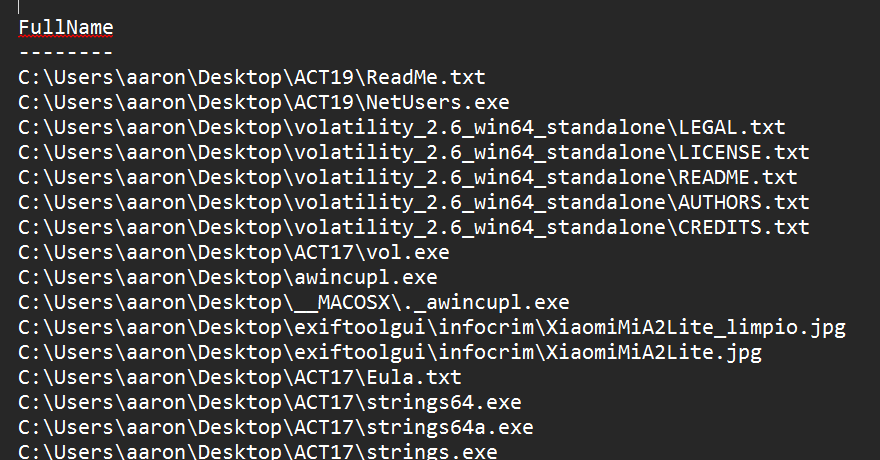 FullName
--------
C:\Users\aaron\Desktop\ACT19\ReadMe.txt
C:\Users\aaron\Desktop\ACT19\NetUsers.exe
C:\Users\aaron\Desktop\volatility_2.6_win64_standalone\LEGAL.txt
C:\Users\aaron\Desktop\volatility_2.6_win64_standalone\LICENSE.txt
C:\Users\aaron\Desktop\volatility_2.6_win64_standalone\README.txt
C:\Users\aaron\Desktop\volatility_2.6_win64_standalone\AUTHORS.txt
C:\Users\aaron\Desktop\volatility_2.6_win64_standalone\CREDITS.txt
C:\Users\aaron\Desktop\ACT17\vol.exe
C:\Users\aaron\Desktop\awincupl.exe
C:\Users\aaron\Desktop\__MACOSX\._awincupl.exe
C:\Users\aaron\Desktop\exiftoolgui\infocrim\XiaomiMiA2Lite_limpio.jpg
C:\Users\aaron\Desktop\exiftoolgui\infocrim\XiaomiMiA2Lite.jpg
C:\Users\aaron\Desktop\ACT17\Eula.txt
C:\Users\aaron\Desktop\ACT17\strings64.exe
C:\Users\aaron\Desktop\ACT17\strings64a.exe
C:\Users\aaron\Desktop\ACT17\strings.exe